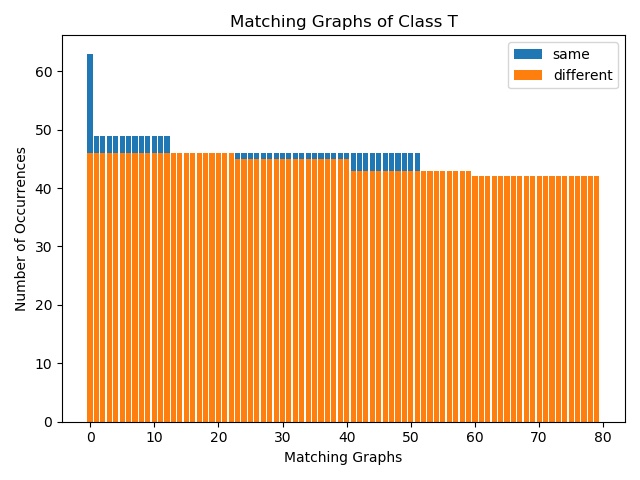 Matching Graphs of Class T
same
different
Number of Occurrences
60
50
40
30
20
10
0
0 10 20 30 40 50 60 70 80
Matching Graphs